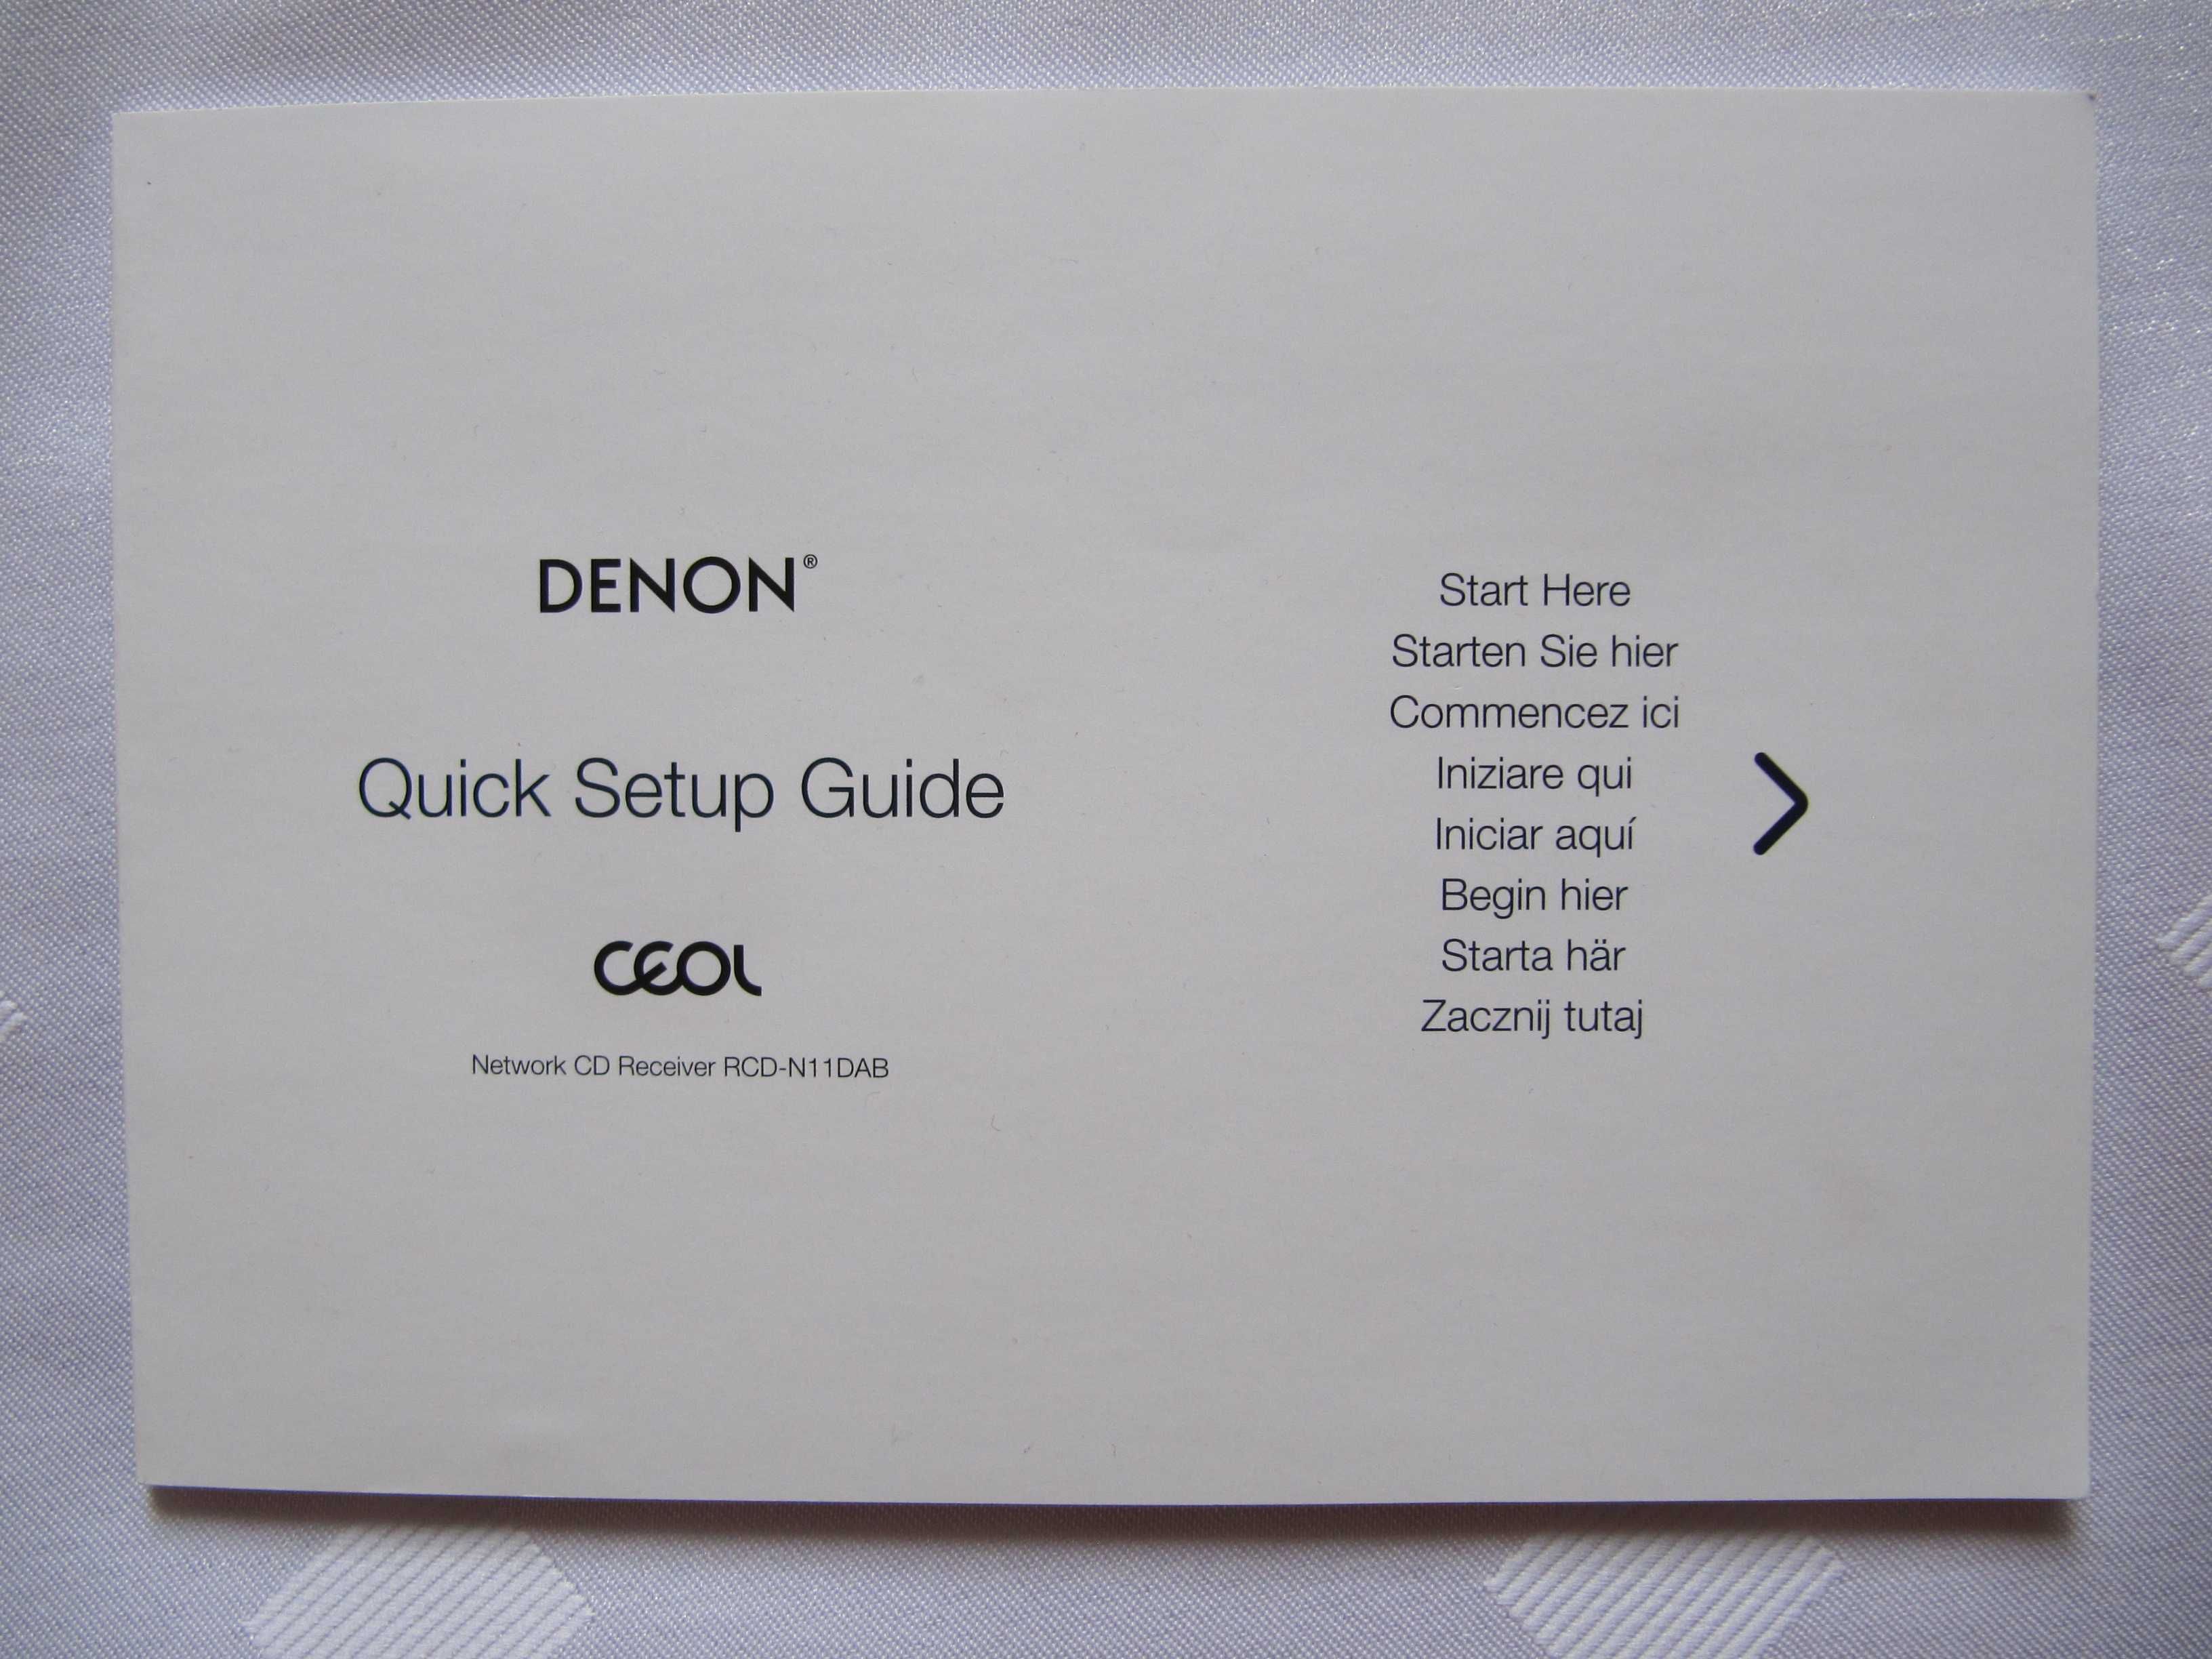 DENON®
Quick Setup Guide
CEOL
Network CD Receiver RCD-N11DAB
Start Here
Starten Sie hier
Commencez ici
Iniziare qui
Iniciar aquí
Begin hier
Starta här
Zacznij tutaj